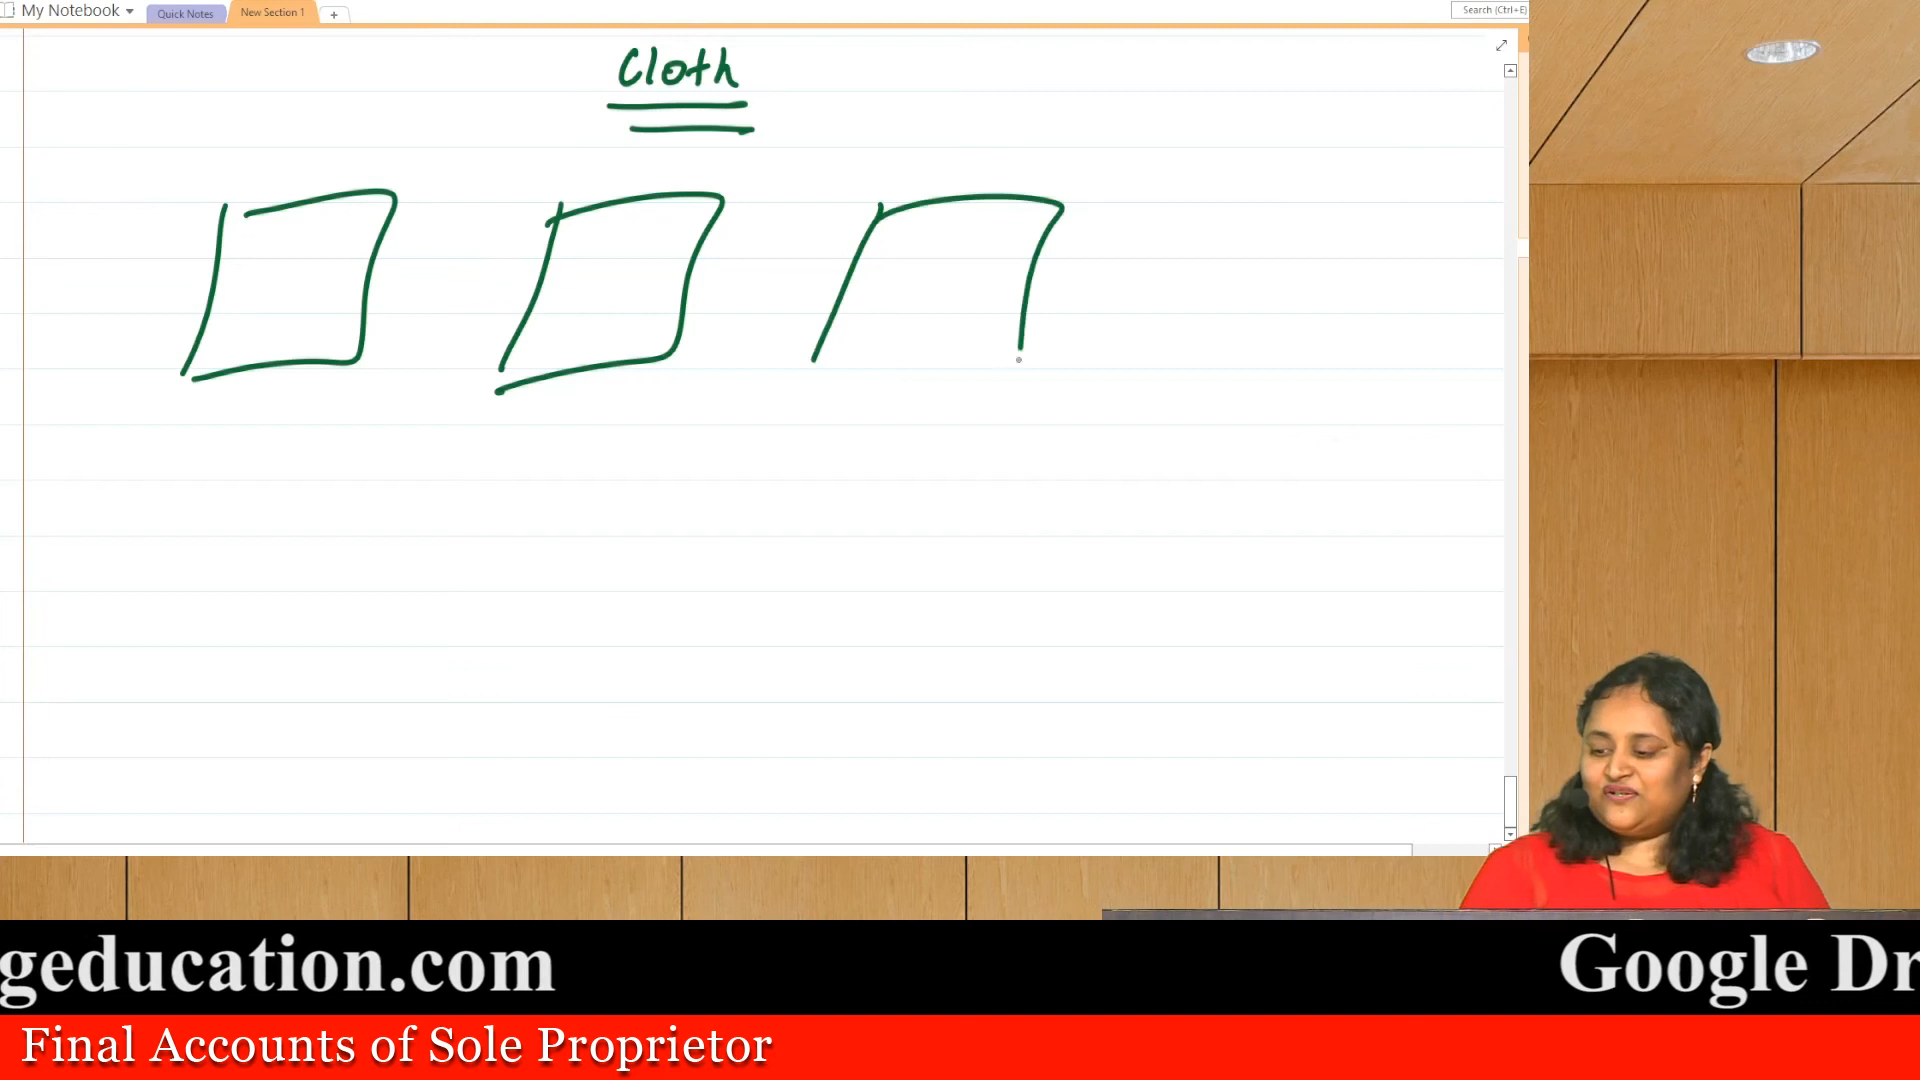 My Notebook
Quick Notes
New Section 1
+
Search (Ctrl+E)
Cloth
geducation.com
Google Dr
Final Accounts of Sole Proprietor